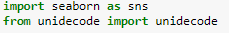 import seaborn as sns
from unidecode import unidecode